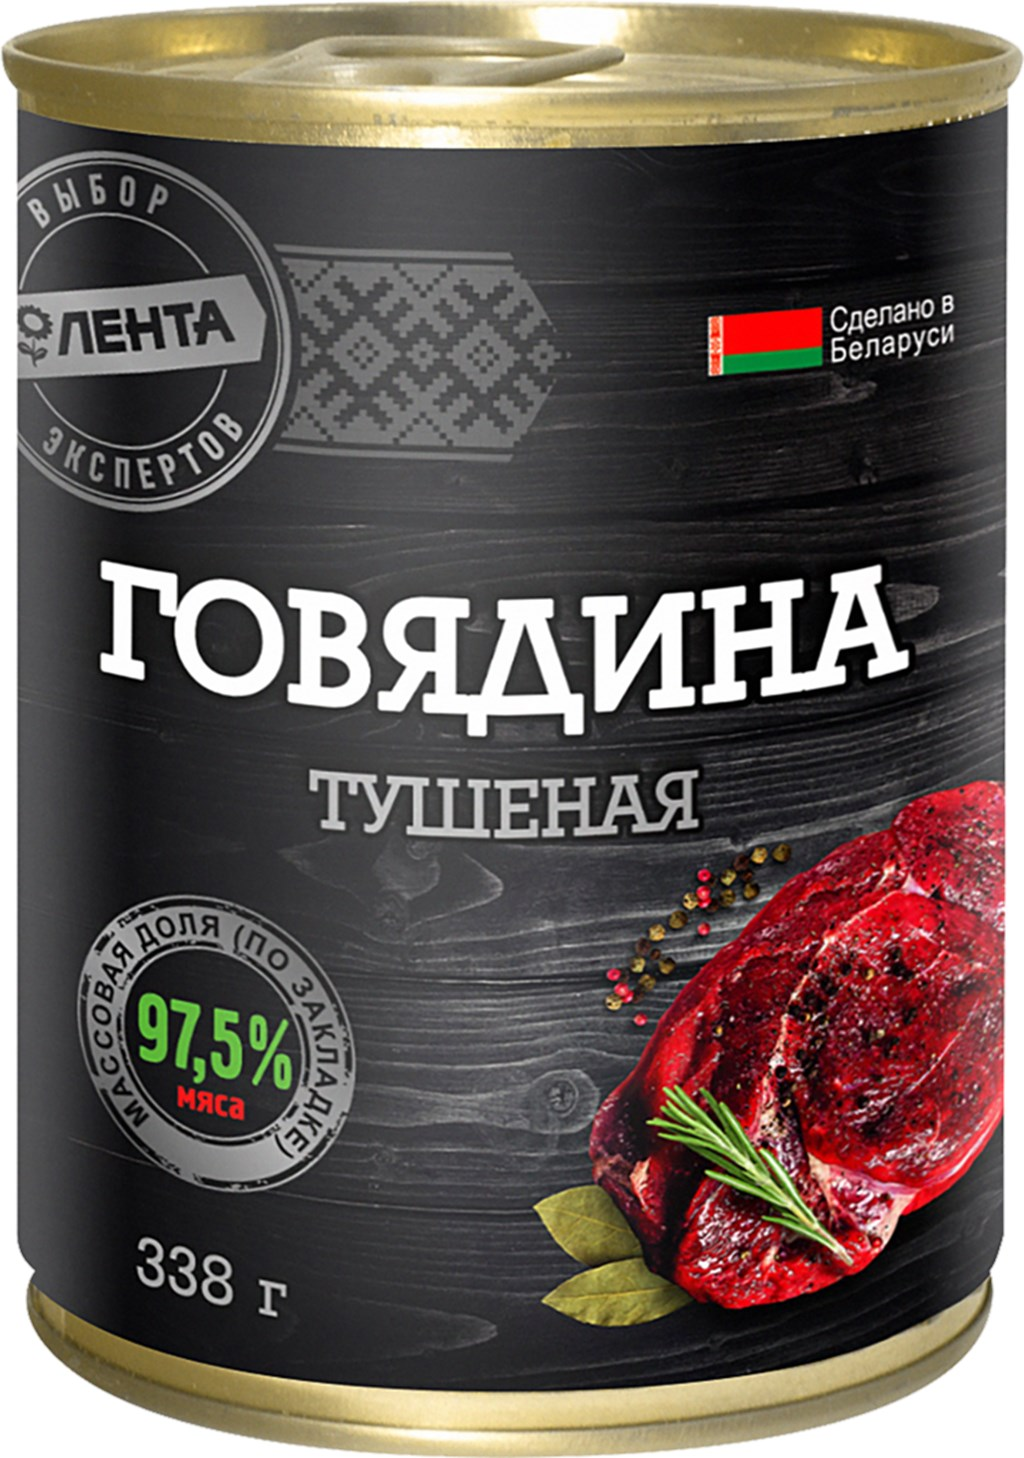 ВЫБОР
ЛЕНТА
ЭКСПЕРТОВ
Сделано в
Беларуси
ГОВЯДИНА
ТУШЕНАЯ
МАССОВАЯ ДОЛЯ (ПО ЗАКЛАДКЕ)
97,5%
мяса
338 г